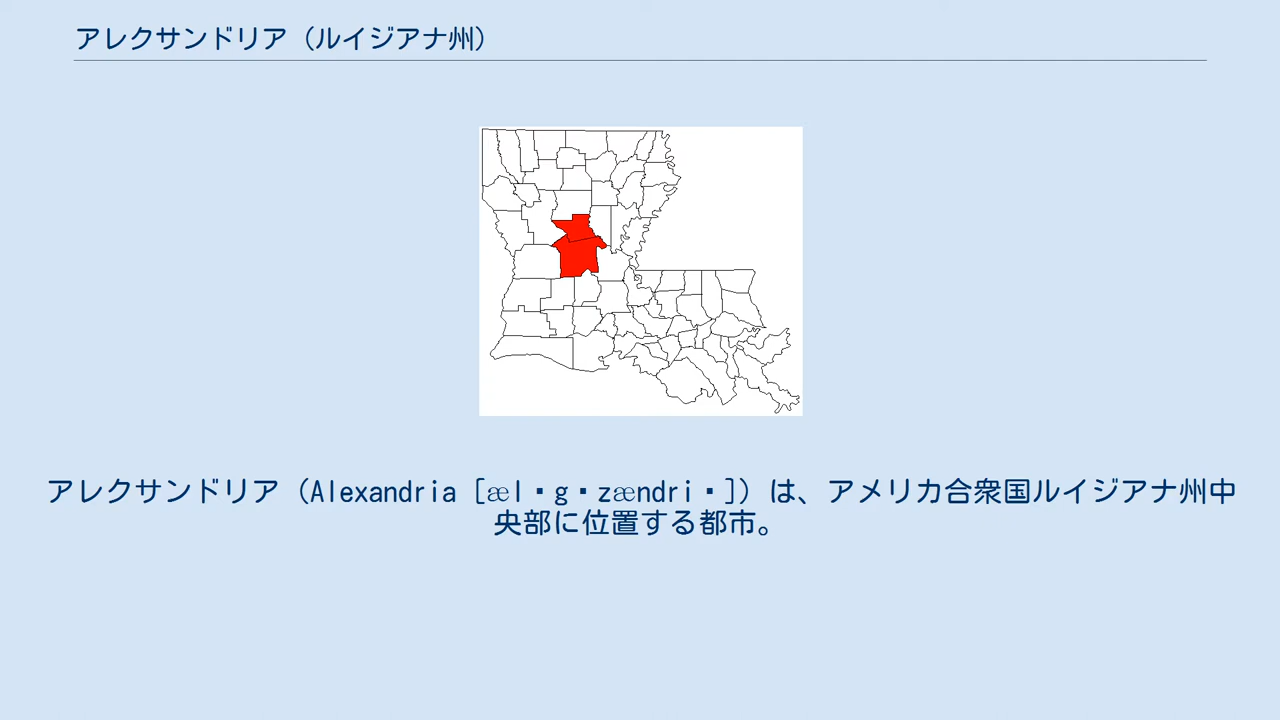 アレクサンドリア（ルイジアナ州）
アレクサンドリア（Alexandria [æl▪g▪zændri▪]）は、アメリカ合衆国ルイジアナ州中
央部に位置する都市。